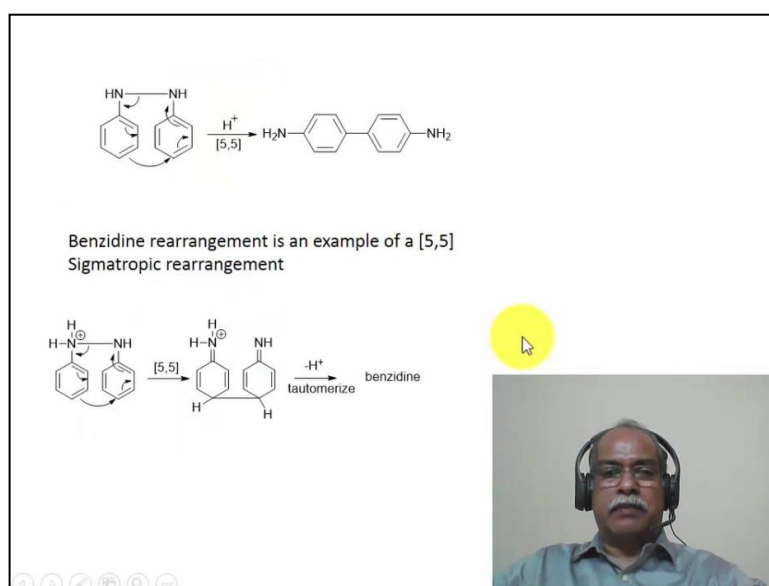 HN NH
H+
[5,5]
H₂N NH₂
Benzidine rearrangement is an example of a [5,5]
Sigmatropic rearrangement
H
H-N⊕ NH
[5,5]
H
H-N⊕ NH
H
H
-H+
tautomerize
benzidine